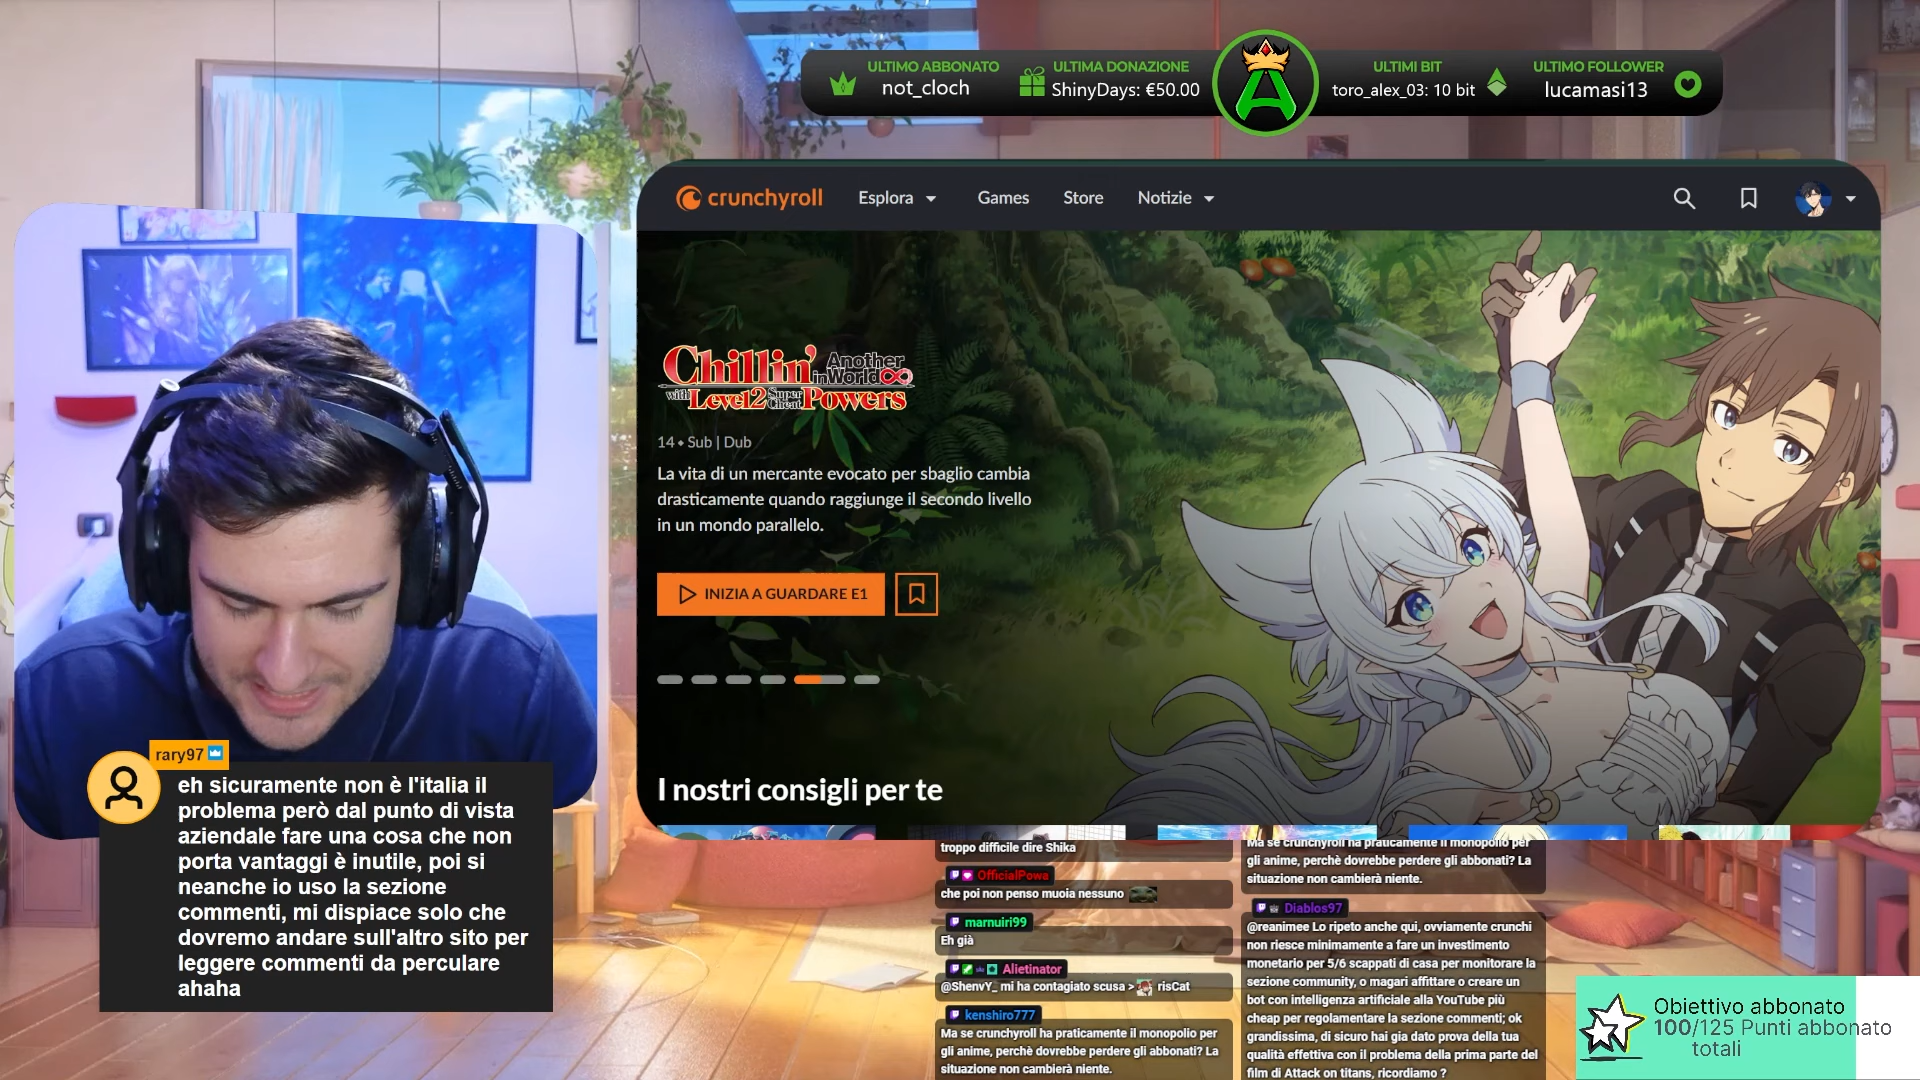 ULTIMO ABBONATO
not_cloch
ULTIMA DONAZIONE
ShinyDays: €50.00
ULTIMI BIT
toro_alex_03: 10 bit
ULTIMO FOLLOWER
lucamasi13
crunchyroll
Esplora
Games
Store
Notizie
Chillin' Another
in World
with Level2 Super Cheat Powers
14 • Sub | Dub
La vita di un mercante evocato per sbaglio cambia
drasticamente quando raggiunge il secondo livello
in un mondo parallelo.
INIZIA A GUARDARE E1
I nostri consigli per te
rary97
eh sicuramente non è l'italia il
problema però dal punto di vista
aziendale fare una cosa che non
porta vantaggi è inutile, poi si
neanche io uso la sezione
commenti, mi dispiace solo che
dovremo andare sull'altro sito per
leggere commenti da perculare
ahaha
troppo difficile dire Shika
OfficialPowa
che poi non penso muoia nessuno
marnuiri99
Eh già
Alietinator
@ShenvY_ mi ha contagiato scusa > risCat
kenshiro777
Ma se crunchyroll ha praticamente il monopolio per
gli anime, perchè dovrebbe perdere gli abbonati? La
situazione non cambierà niente.
Ma se crunchyroll ha praticamente il monopolio per
gli anime, perchè dovrebbe perdere gli abbonati? La
situazione non cambierà niente.
Diablos97
@reanimee Lo ripeto anche qui, ovviamente crunchi
non riesce minimamente a fare un investimento
monetario per 5/6 scappati di casa per monitorare la
sezione community, o magari affittare o creare un
bot con intelligenza artificiale alla YouTube più
cheap per regolamentare la sezione commenti; ok
grandissima, di sicuro hai gia dato prova della tua
qualità effettiva con il problema della prima parte del
film di Attack on titans, ricordiamo ?
Obiettivo abbonato
100/125 Punti abbonato
totali